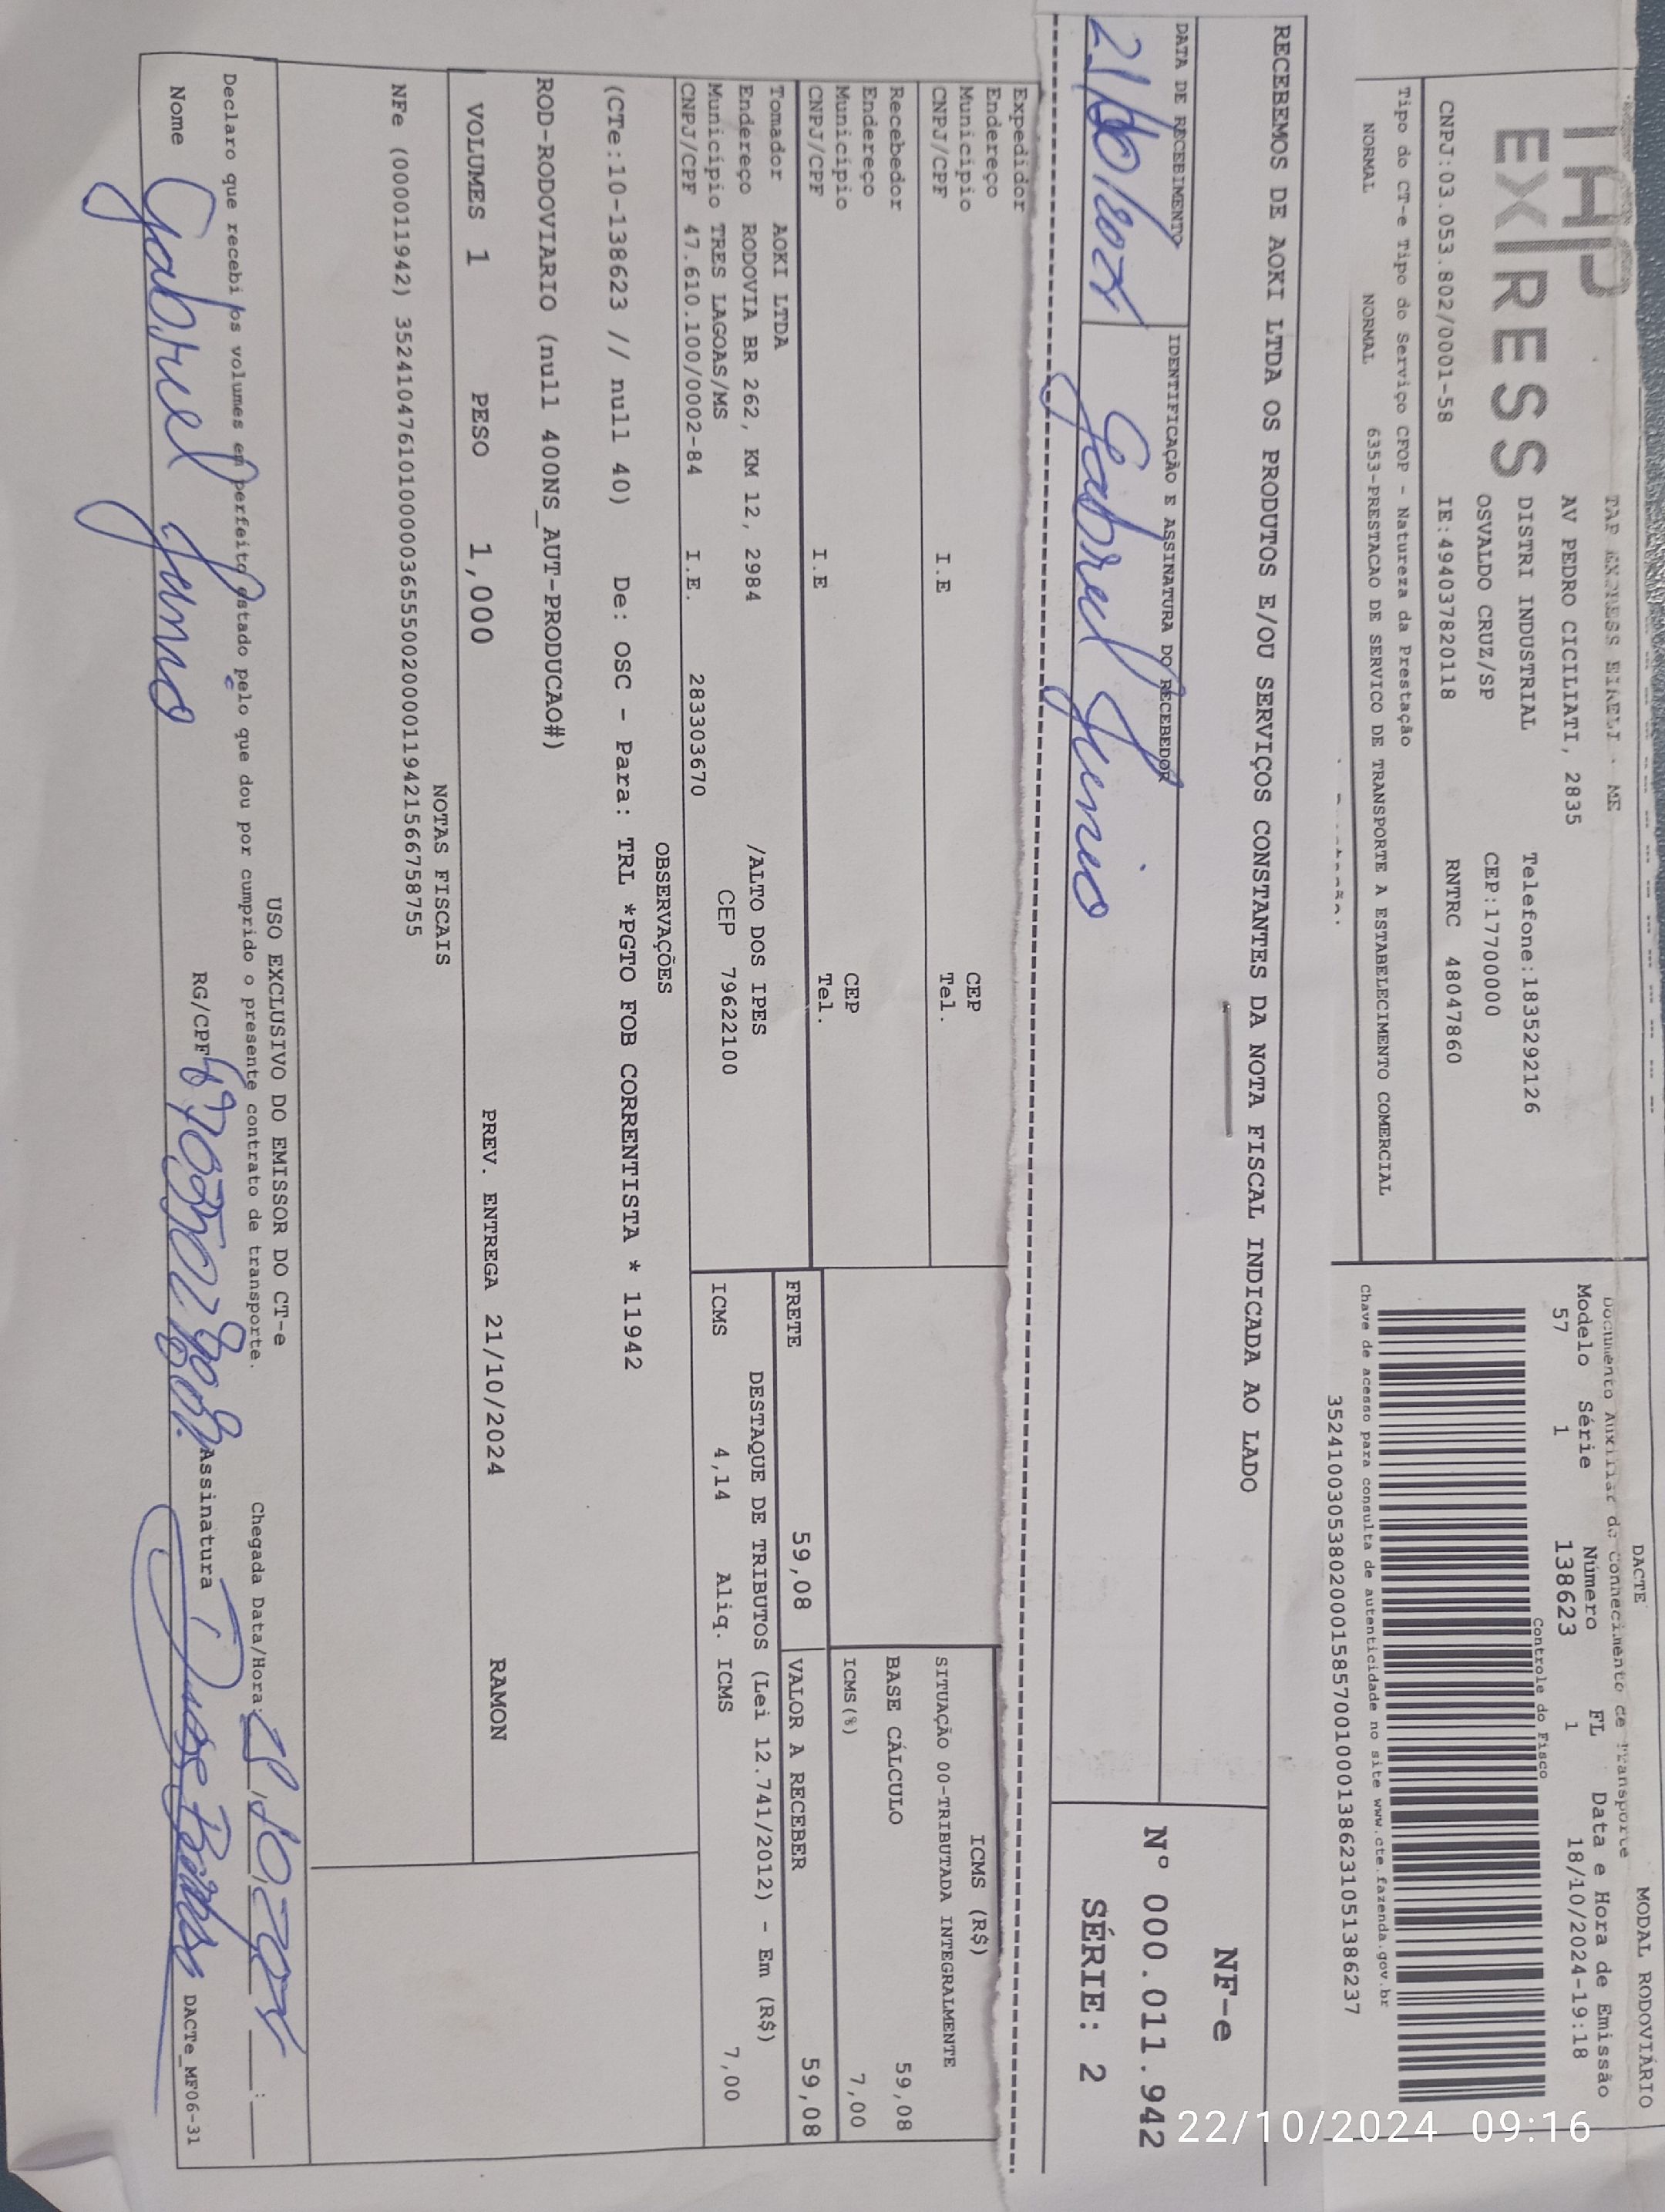 DACTE
MODAL RODOVIÁRIO
Documento Auxiliar de Conhecimento de Transporte
TAP EXPRESS EIRELI - ME
AV PEDRO CICILIATI, 2835
DISTRI INDUSTRIAL
Telefone:1835292126
OSVALDO CRUZ/SP
CEP:17700000
CNPJ:03.053.802/0001-58 IE:494037820118 RNTRC 48047860
Modelo Série Número FL Data e Hora de Emissão
57 1 138623 1 18/10/2024-19:18
Controle do Fisco
Tipo do CT-e Tipo do Serviço CFOP - Natureza da Prestação
NORMAL NORMAL 6353-PRESTACAO DE SERVICO DE TRANSPORTE A ESTABELECIMENTO COMERCIAL
Chave de acesso para consulta de autenticidade no site www.cte.fazenda.gov.br
35241003053802000158570010001386231051386237
RECEBEMOS DE AOKI LTDA OS PRODUTOS E/OU SERVIÇOS CONSTANTES DA NOTA FISCAL INDICADA AO LADO
NF-e
Nº 000.011.942
SÉRIE: 2
DATA DE RECEBIMENTO
IDENTIFICAÇÃO E ASSINATURA DO RECEBEDOR
Gabriel Junio
Expedidor
Endereço
Município CEP
CNPJ/CPF I.E Tel.
Recebedor
Endereço
Município CEP
CNPJ/CPF I.E Tel.
ICMS (R$)
SITUAÇÃO 00-TRIBUTADA INTEGRALMENTE
BASE CÁLCULO 59,08
ICMS(%) 7,00
Tomador AOKI LTDA
Endereço RODOVIA BR 262, KM 12, 2984 /ALTO DOS IPES
Município TRES LAGOAS/MS CEP 79622100
CNPJ/CPF 47.610.100/0002-84 I.E. 283303670
FRETE 59,08 VALOR A RECEBER 59,08
DESTAQUE DE TRIBUTOS (Lei 12.741/2012) - Em (R$)
ICMS 4,14 Aliq. ICMS 7,00
OBSERVAÇÕES
(CTe:10-138623 // null 40) De: OSC - Para: TRL *PGTO FOB CORRENTISTA * 11942
ROD-RODOVIARIO (null 400NS_AUT-PRODUCAO#)
VOLUMES 1 PESO 1,000 PREV. ENTREGA 21/10/2024 RAMON
NOTAS FISCAIS
NFe (000011942) 35241047610100000365550020000119421566758755
USO EXCLUSIVO DO EMISSOR DO CT-e
Declaro que recebi os volumes em perfeito estado pelo que dou por cumprido o presente contrato de transporte.
Chegada Data/Hora:
Nome Gabriel Junio RG/CPF Assinatura
DACTe_MF06-31
22/10/2024 09:16